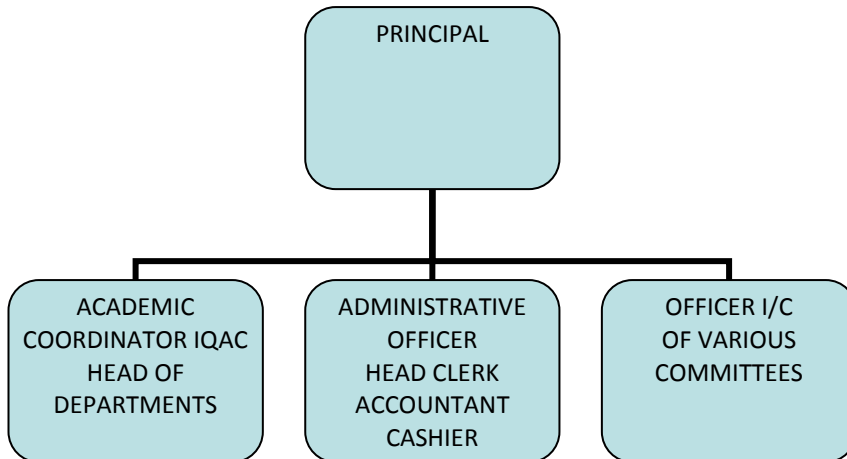 PRINCIPAL
ACADEMIC
COORDINATOR IQAC
HEAD OF
DEPARTMENTS
ADMINISTRATIVE
OFFICER
HEAD CLERK
ACCOUNTANT
CASHIER
OFFICER I/C
OF VARIOUS
COMMITTEES